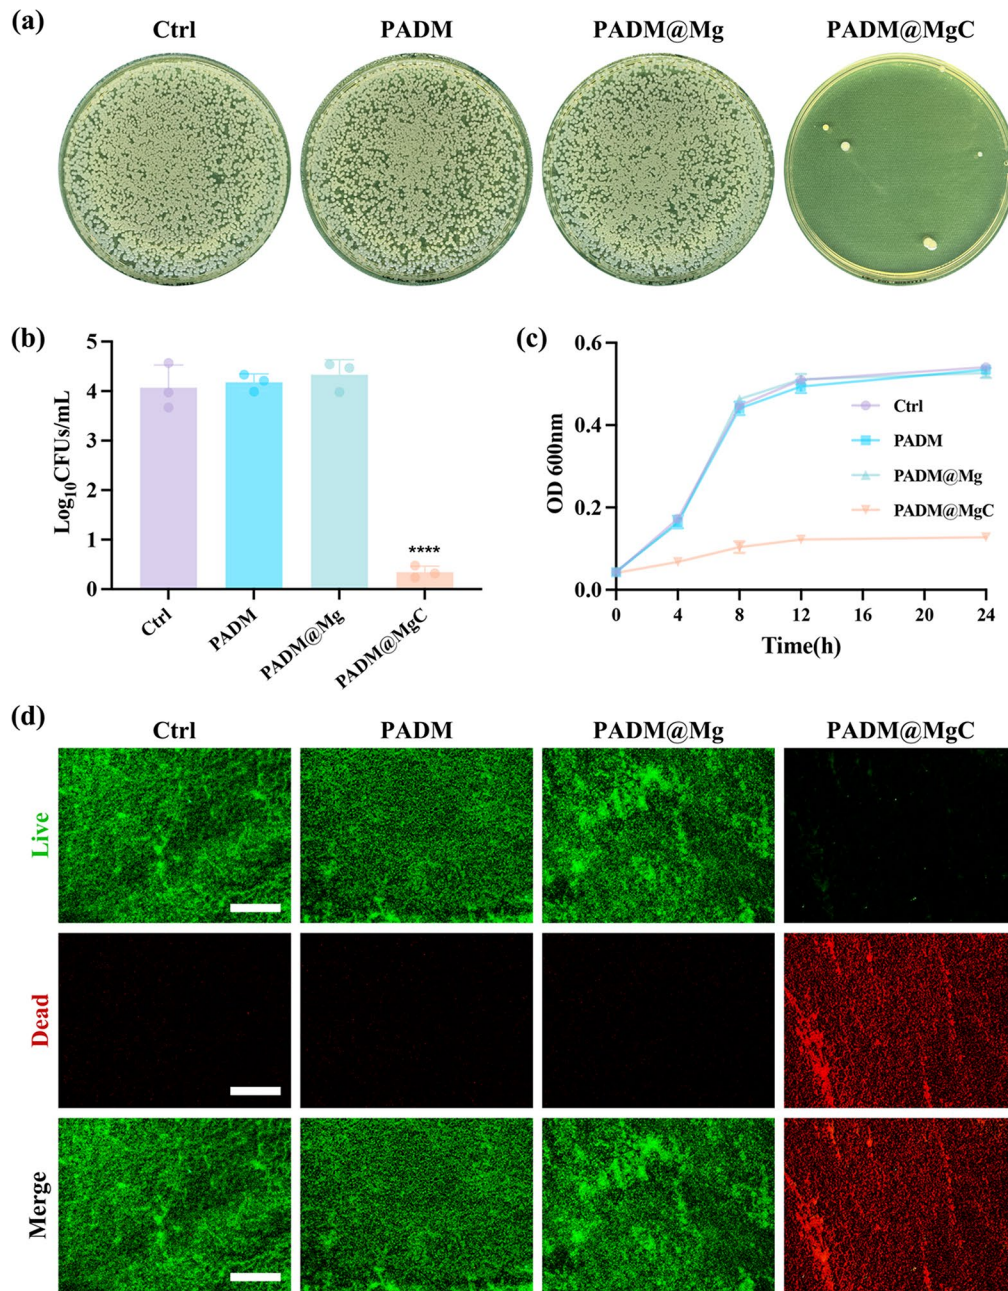 (a)
Ctrl PADM PADM@Mg PADM@MgC
(b)
Log10CFUs/mL
5
4
3
2
1
0
****
Ctrl
PADM
PADM@Mg
PADM@MgC
(c)
OD 600nm
0.6
0.4
0.2
0.0
Ctrl
PADM
PADM@Mg
PADM@MgC
0 4 8 12 16 20 24
Time(h)
(d)
Ctrl PADM PADM@Mg PADM@MgC
Live
Dead
Merge